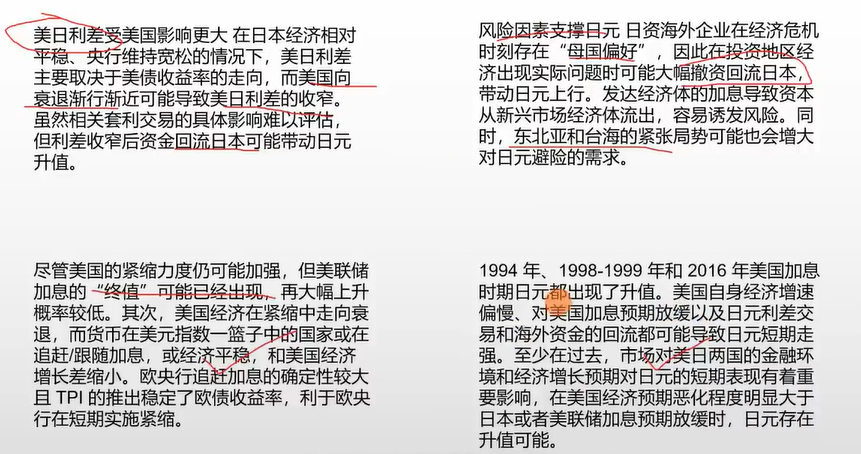 美日利差受美国影响更大 在日本经济相对
平稳、央行维持宽松的情况下，美日利差
主要取决于美债收益率的走向，而美国向
衰退渐行渐近可能导致美日利差的收窄。
虽然相关套利交易的具体影响难以评估，
但利差收窄后资金回流日本可能带动日元
升值。
风险因素支撑日元 日资海外企业在经济危机
时刻存在“母国偏好”，因此在投资地区经
济出现实际问题时可能大幅撤资回流日本，
带动日元上行。发达经济体的加息导致资本
从新兴市场经济体流出，容易诱发风险。同
时，东北亚和台海的紧张局势可能也会增大
对日元避险的需求。
尽管美国的紧缩力度仍可能加强，但美联储
加息的“终值”可能已经出现，再大幅上升
概率较低。其次，美国经济在紧缩中走向衰
退，而货币在美元指数一篮子中的国家或在
追赶/跟随加息，或经济平稳，和美国经济
增长差缩小。欧央行追赶加息的确定性较大
且 TPI 的推出稳定了欧债收益率，利于欧央
行在短期实施紧缩。
1994 年、1998-1999 年和 2016 年美国加息
时期日元都出现了升值。美国自身经济增速
偏慢、对美国加息预期放缓以及日元利差交
易和海外资金的回流都可能导致日元短期走
强。至少在过去，市场对美日两国的金融环
境和经济增长预期对日元的短期表现有着重
要影响，在美国经济预期恶化程度明显大于
日本或者美联储加息预期放缓时，日元存在
升值可能。